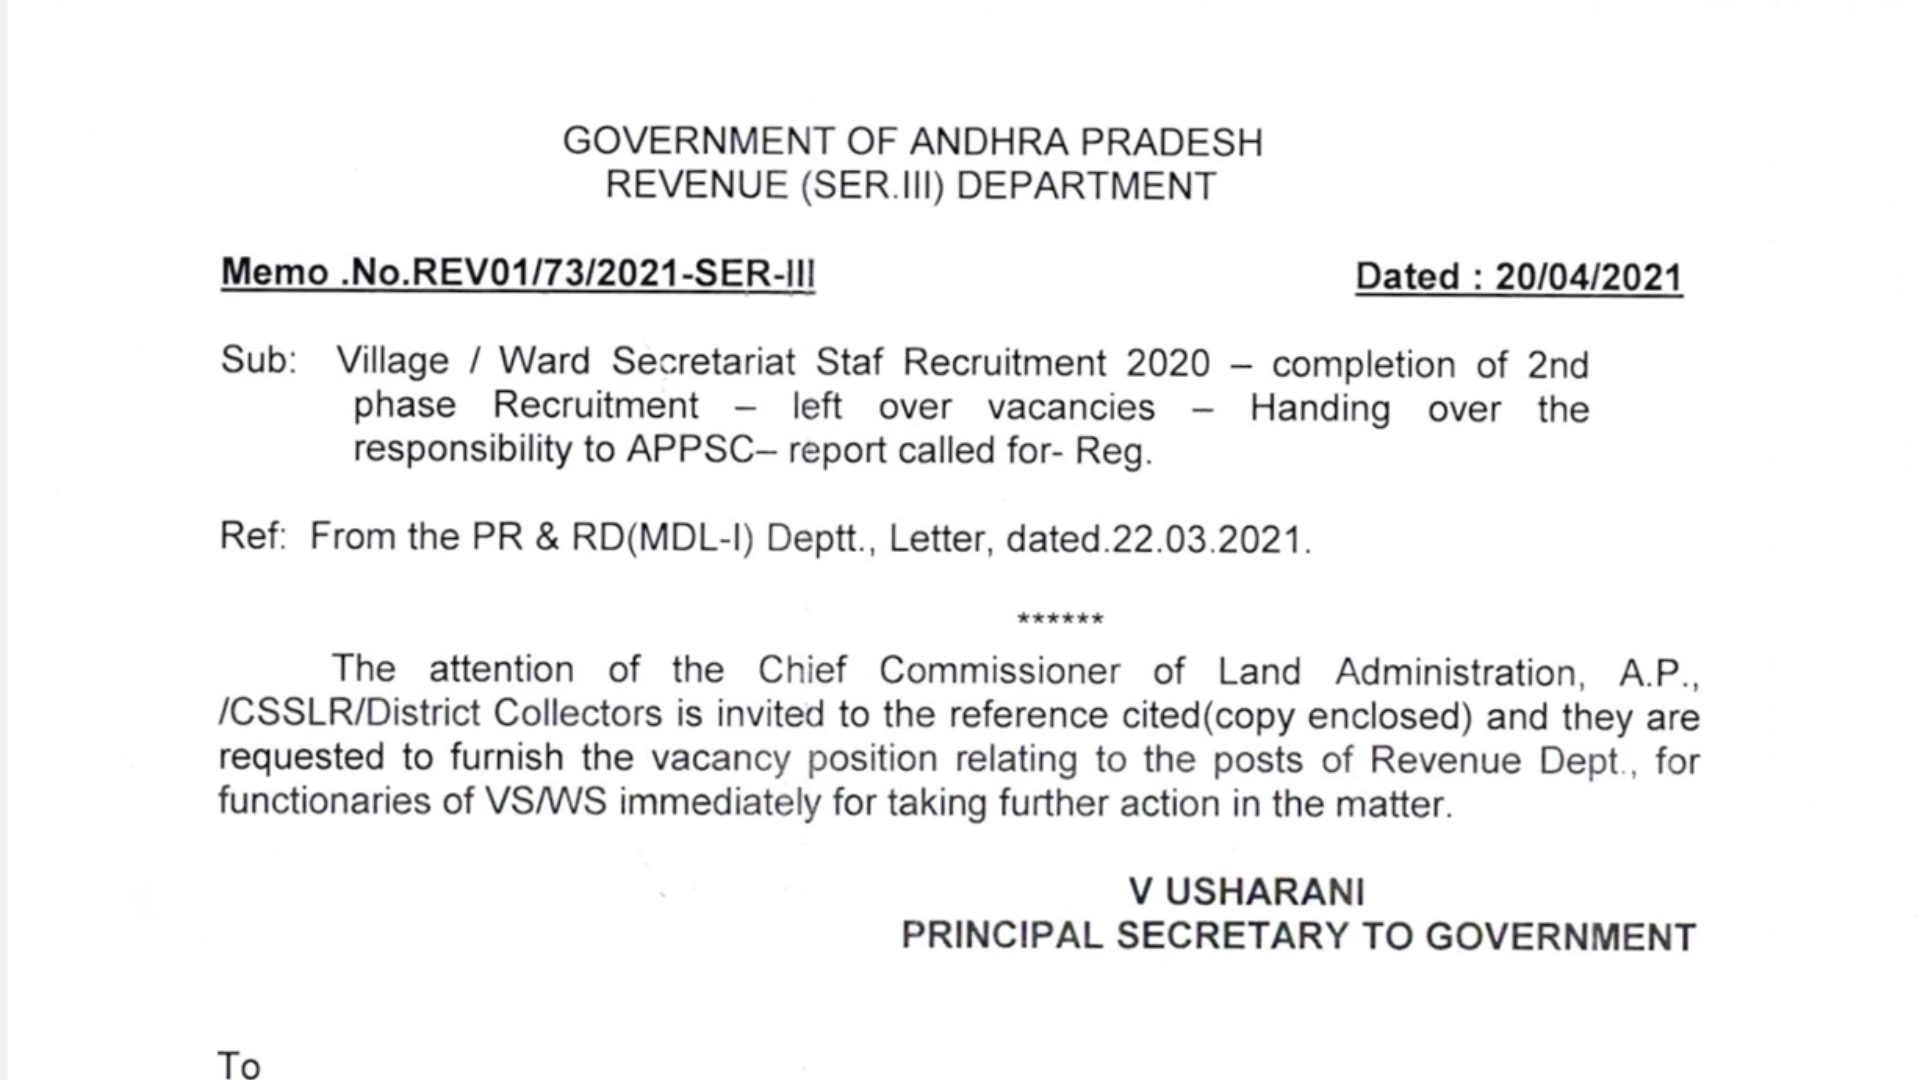 GOVERNMENT OF ANDHRA PRADESH
REVENUE (SER.III) DEPARTMENT
Memo .No.REV01/73/2021-SER-III
Dated : 20/04/2021
Sub: Village / Ward Secretariat Staf Recruitment 2020 – completion of 2nd
phase Recruitment – left over vacancies – Handing over the
responsibility to APPSC– report called for- Reg.
Ref: From the PR & RD(MDL-I) Deptt., Letter, dated.22.03.2021.
******
The attention of the Chief Commissioner of Land Administration, A.P.,
/CSSLR/District Collectors is invited to the reference cited(copy enclosed) and they are
requested to furnish the vacancy position relating to the posts of Revenue Dept., for
functionaries of VS/WS immediately for taking further action in the matter.
V USHARANI
PRINCIPAL SECRETARY TO GOVERNMENT
To